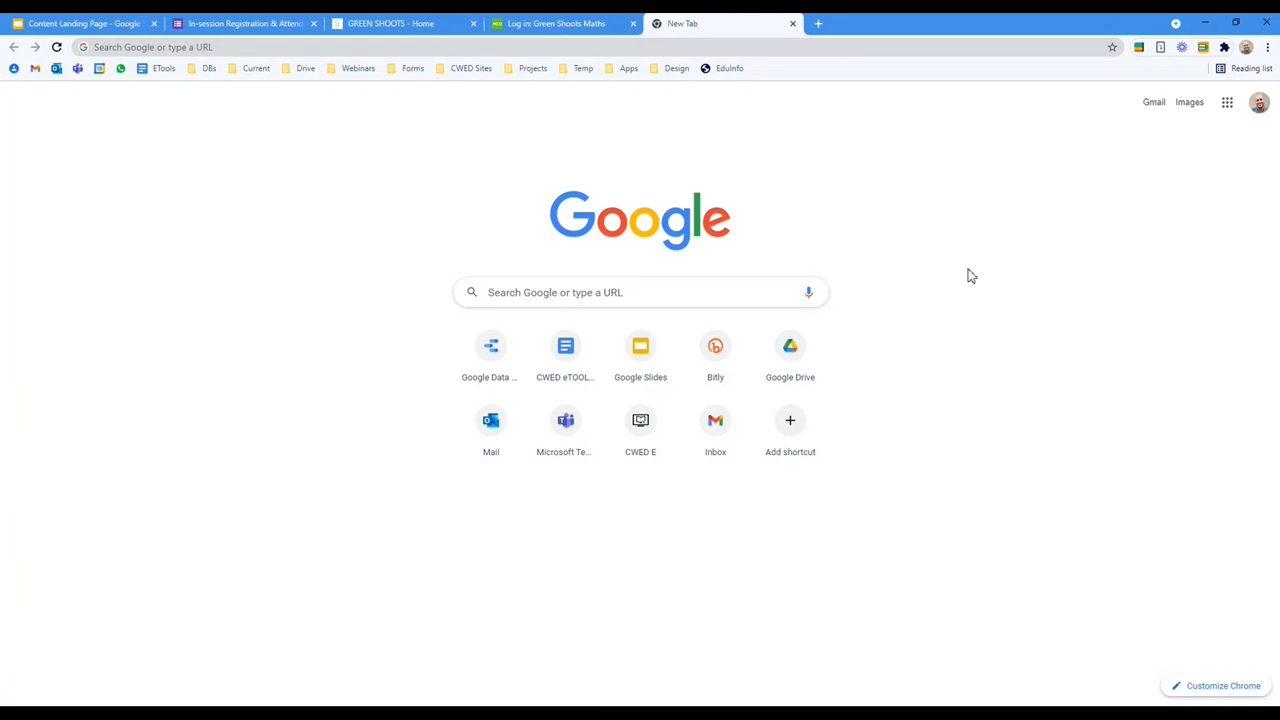 Content Landing Page - Google S
In-session Registration & Attend
GREEN SHOOTS - Home
Log in: Green Shoots Maths
New Tab
Search Google or type a URL
ETools
DBs
Current
Drive
Webinars
Forms
CWED Sites
Projects
Temp
Apps
Design
EduInfo
Reading list
Gmail
Images
Google
Search Google or type a URL
Google Data ...
CWED eTOOL...
Google Slides
Bitly
Google Drive
Mail
Microsoft Te...
CWED E
Inbox
Add shortcut
Customize Chrome